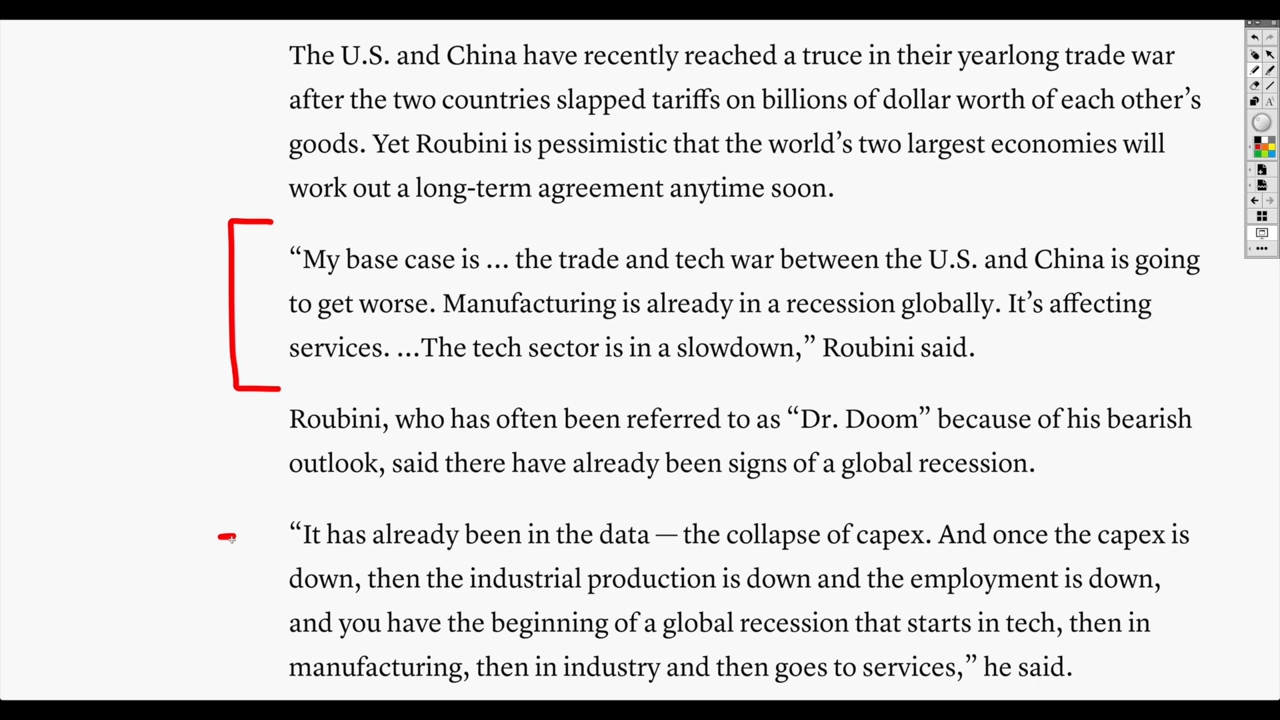 The U.S. and China have recently reached a truce in their yearlong trade war
after the two countries slapped tariffs on billions of dollar worth of each other’s
goods. Yet Roubini is pessimistic that the world’s two largest economies will
work out a long-term agreement anytime soon.
“My base case is … the trade and tech war between the U.S. and China is going
to get worse. Manufacturing is already in a recession globally. It’s affecting
services. …The tech sector is in a slowdown,” Roubini said.
Roubini, who has often been referred to as “Dr. Doom” because of his bearish
outlook, said there have already been signs of a global recession.
“It has already been in the data — the collapse of capex. And once the capex is
down, then the industrial production is down and the employment is down,
and you have the beginning of a global recession that starts in tech, then in
manufacturing, then in industry and then goes to services,” he said.